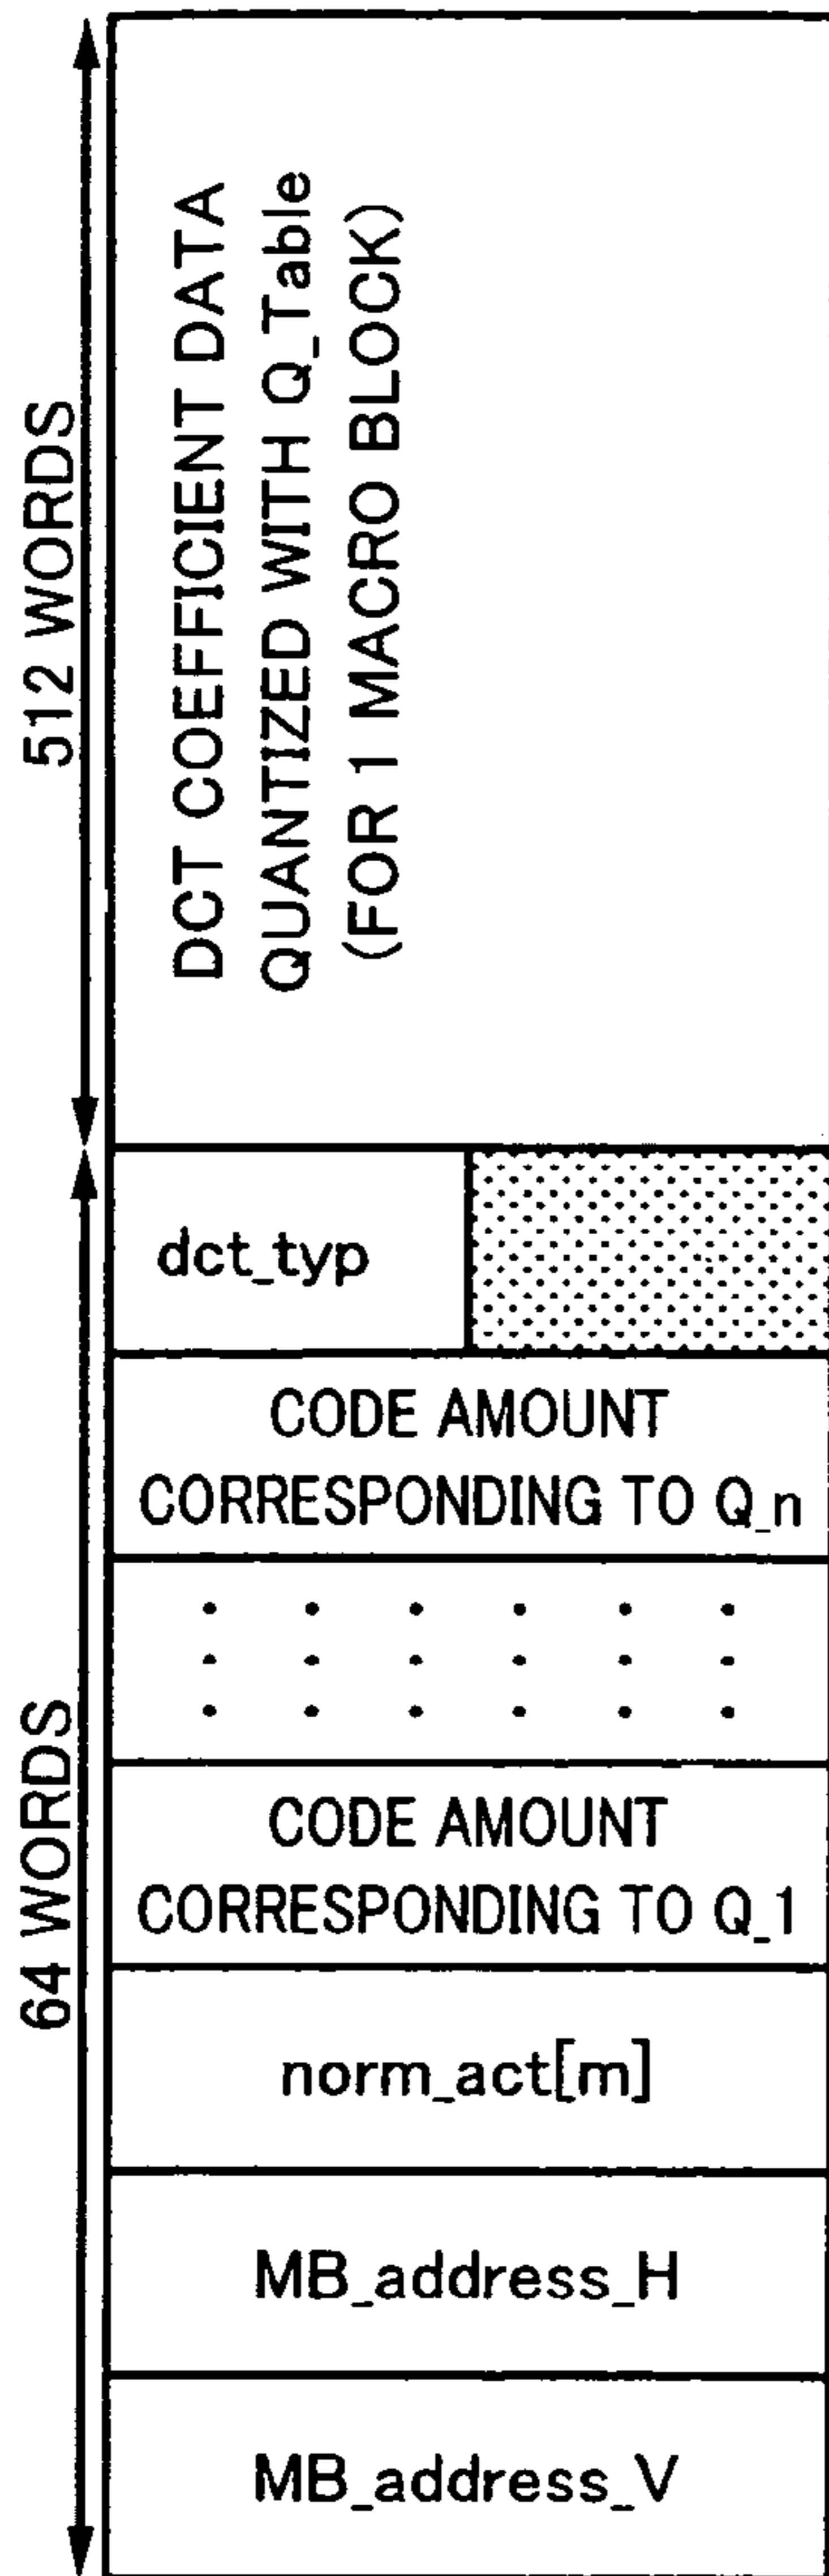 512 WORDS
DCT COEFFICIENT DATA
QUANTIZED WITH Q_Table
(FOR 1 MACRO BLOCK)
64 WORDS
dct_typ
CODE AMOUNT
CORRESPONDING TO Q_n
CODE AMOUNT
CORRESPONDING TO Q_1
norm_act[m]
MB_address_H
MB_address_V